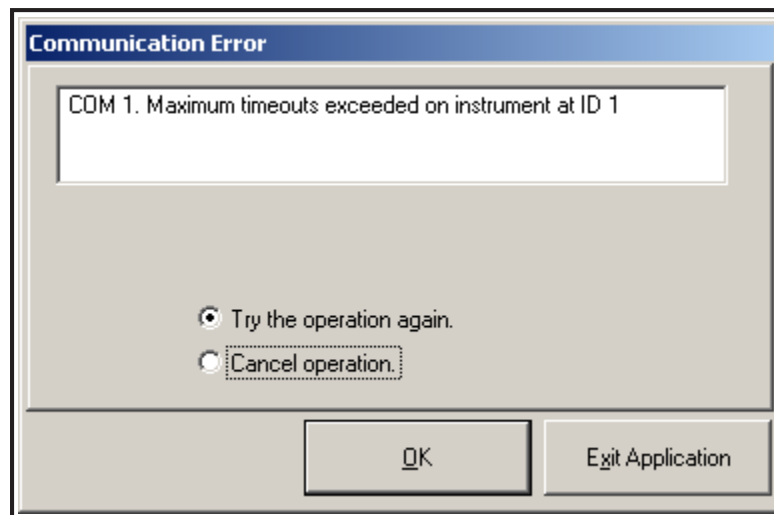 Communication Error
COM 1. Maximum timeouts exceeded on instrument at ID 1
Try the operation again.
Cancel operation.
OK
Exit Application